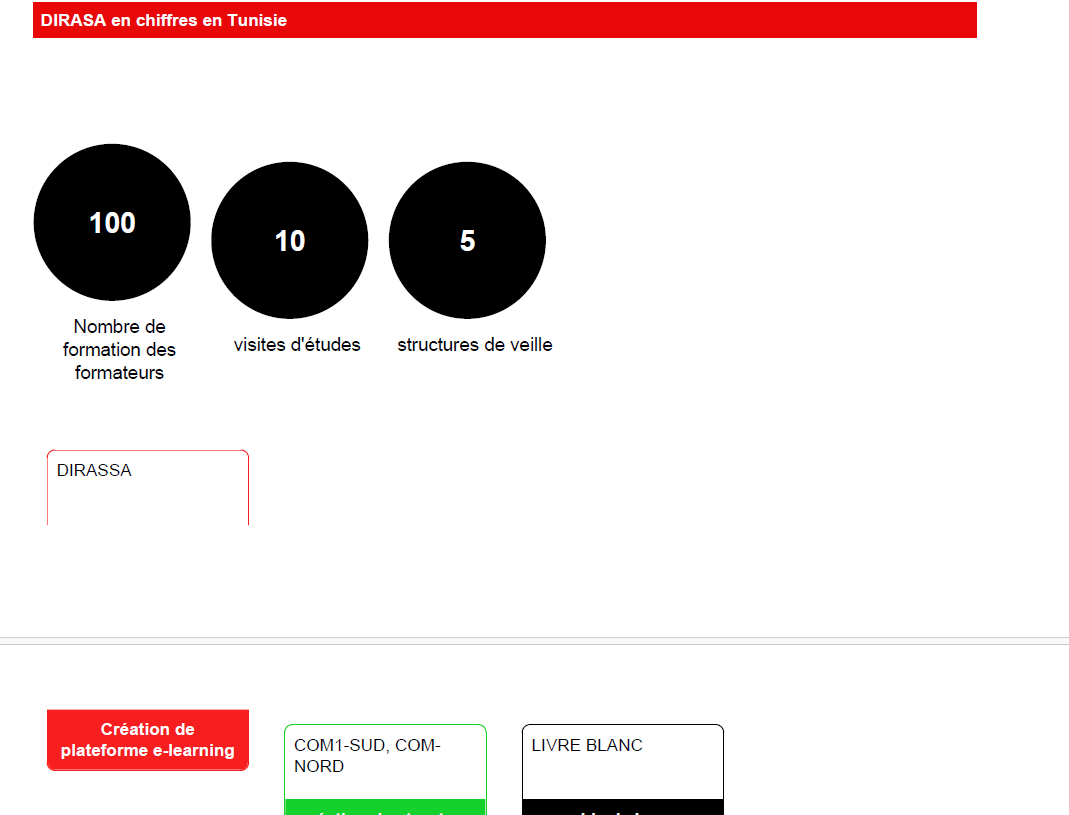 DIRASA en chiffres en Tunisie
100
10
5
Nombre de
formation des
formateurs
visites d'études
structures de veille
DIRASSA
Création de
plateforme e-learning
COM1-SUD, COM-
NORD
LIVRE BLANC